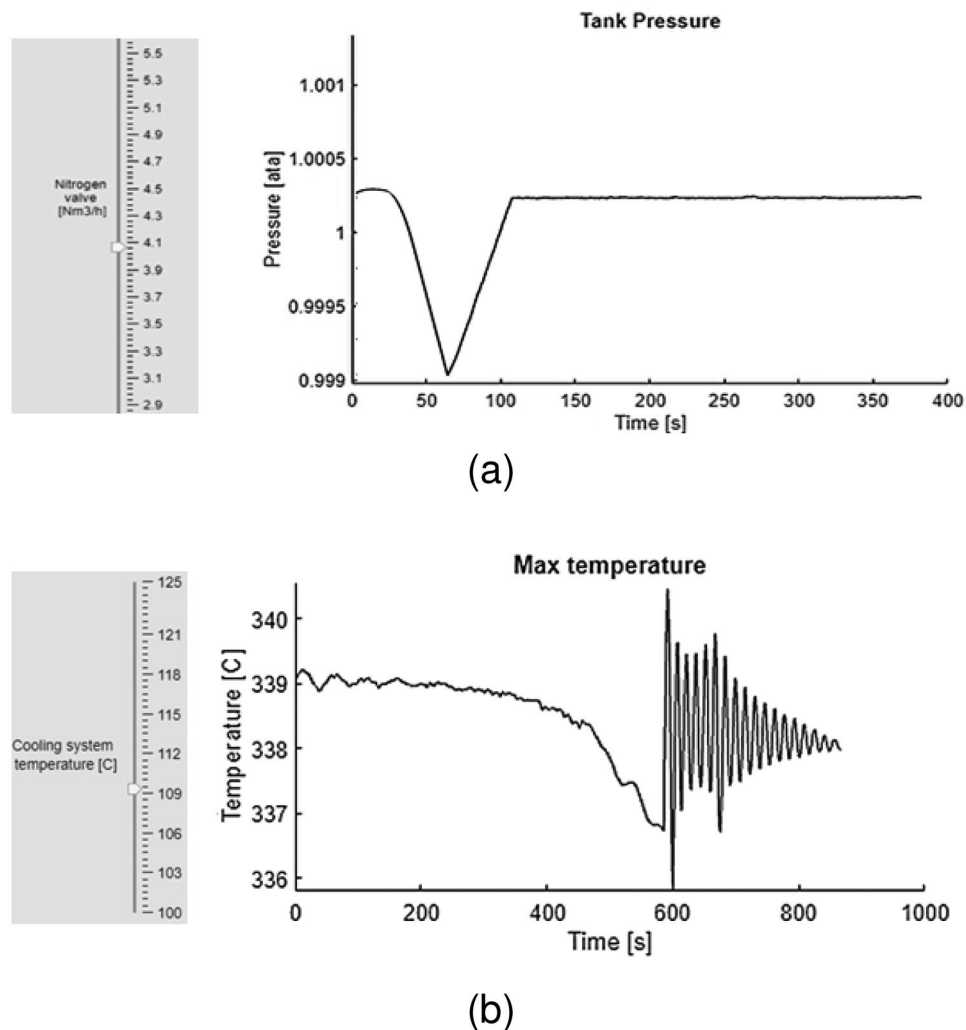 Tank Pressure
5.5
5.3
5.1
4.9
4.7
4.5
4.3
4.1
3.9
3.7
3.5
3.3
3.1
2.9
Nitrogen
valve
[Nm3/h]
Pressure [ata]
1.001
1.0005
1
0.9995
0.999
0 50 100 150 200 250 300 350 400
Time [s]
(a)
Max temperature
125
121
118
115
112
109
106
103
100
Cooling system
temperature [C]
Temperature [C]
340
339
338
337
336
0 200 400 600 800 1000
Time [s]
(b)